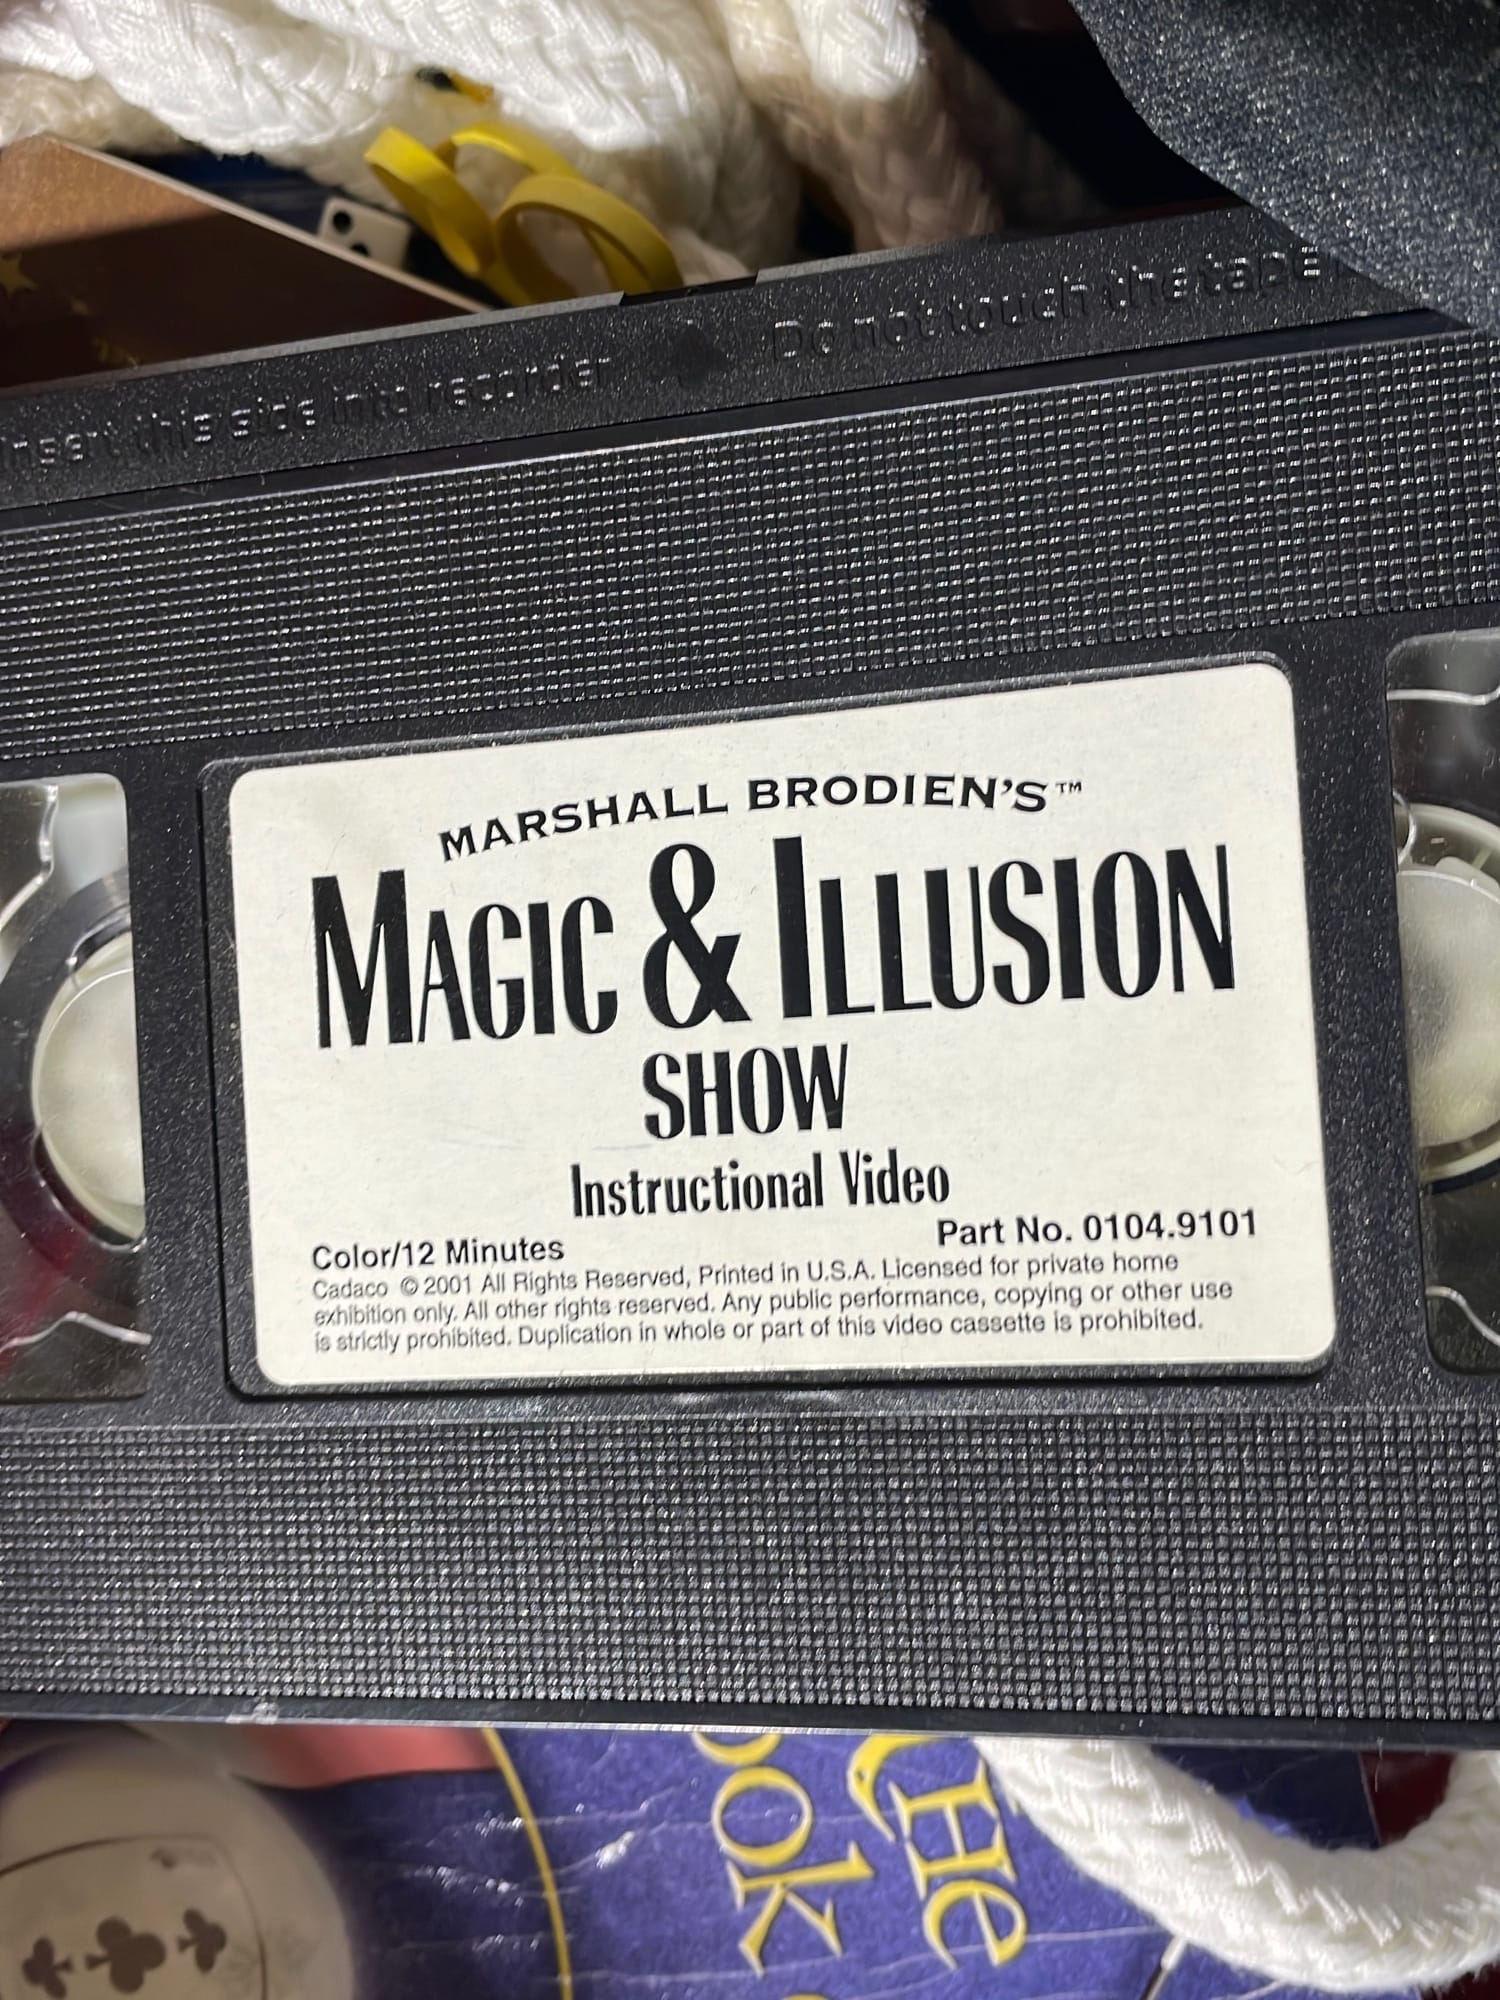 Insert this side into recorder Do not touch the tape
MARSHALL BRODIEN'S™
MAGIC & ILLUSION
SHOW
Instructional Video
Color/12 Minutes Part No. 0104.9101
Cadaco © 2001 All Rights Reserved, Printed in U.S.A. Licensed for private home
exhibition only. All other rights reserved. Any public performance, copying or other use
is strictly prohibited. Duplication in whole or part of this video cassette is prohibited.
THe